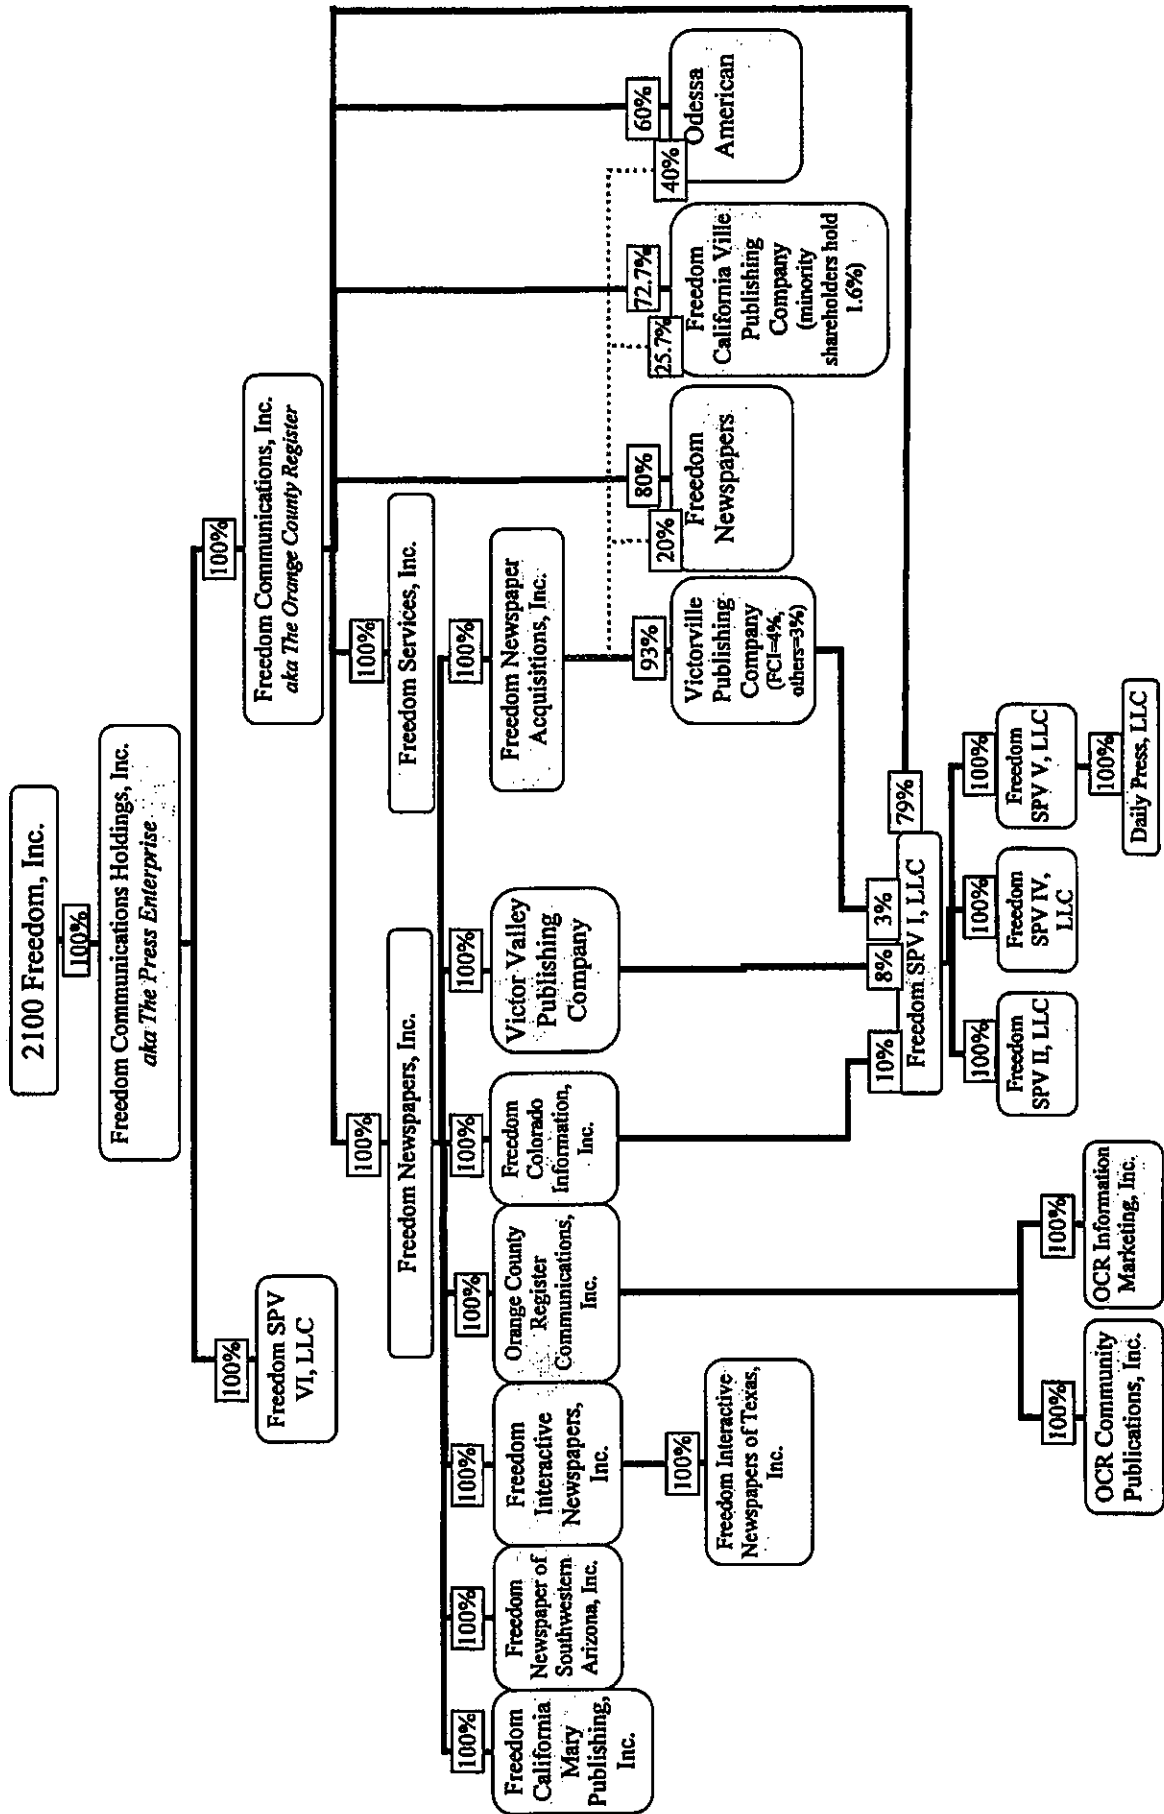 2100 Freedom, Inc.
100%
Freedom Communications Holdings, Inc.
aka The Press Enterprise
100%
Freedom SPV
VI, LLC
100%
Freedom Communications, Inc.
aka The Orange County Register
100%
Freedom Newspapers, Inc.
100%
Freedom Services, Inc.
100%
Freedom
California
Mary
Publishing,
Inc.
100%
Freedom
Newspaper of
Southwestern
Arizona, Inc.
100%
Freedom
Interactive
Newspapers,
Inc.
100%
Orange County
Register
Communications,
Inc.
100%
Freedom
Colorado
Information,
Inc.
100%
Victor Valley
Publishing
Company
100%
Freedom Newspaper
Acquisitions, Inc.
100%
Freedom Interactive
Newspapers of Texas,
Inc.
93%
Victorville
Publishing
Company
(FCI=4%,
others=3%)
20%
80%
Freedom
Newspapers
25.7%
72.7%
Freedom
California Ville
Publishing
Company
(minority
shareholders hold
1.6%)
40%
60%
Odessa
American
10%
8%
3%
79%
Freedom SPV I, LLC
100%
Freedom
SPV II, LLC
100%
Freedom
SPV IV,
LLC
100%
Freedom
SPV V, LLC
100%
Daily Press, LLC
100%
OCR Community
Publications, Inc.
100%
OCR Information
Marketing, Inc.